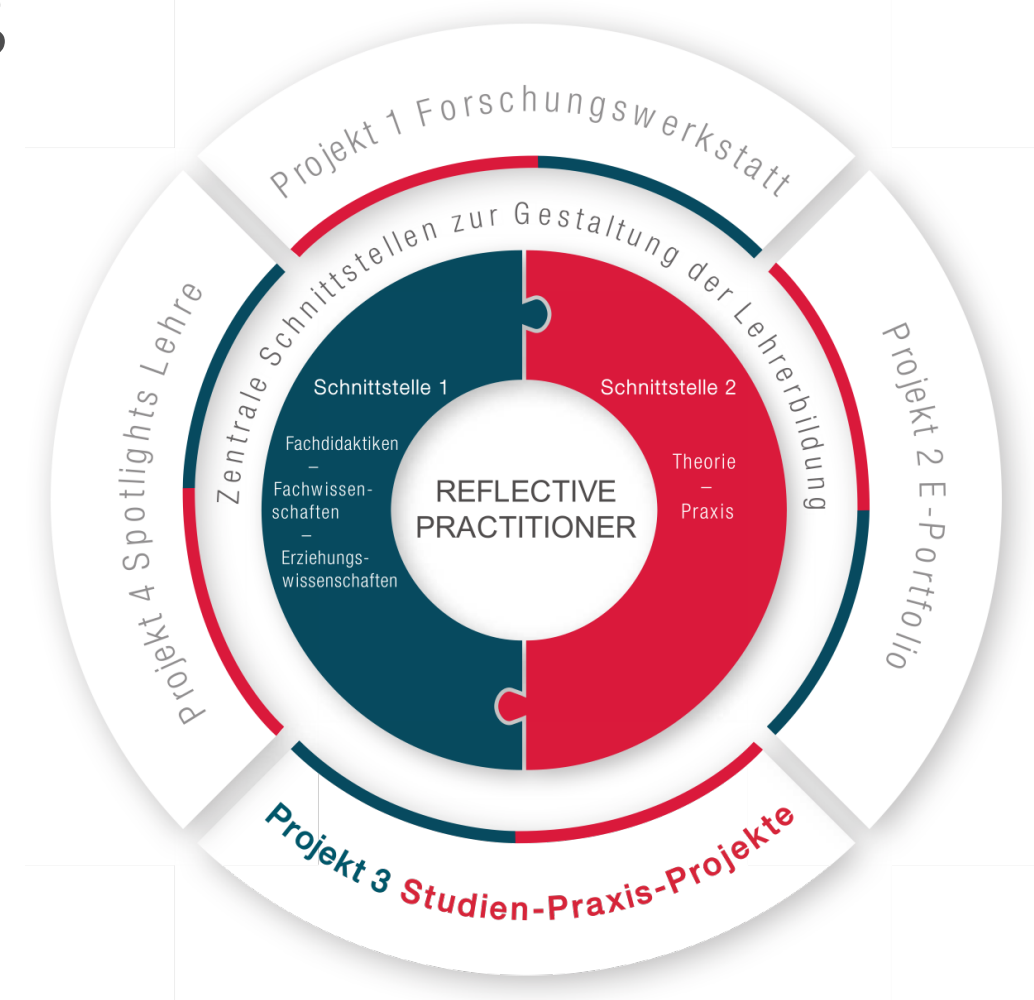 Projekt 1 Forschungswerkstatt
Zentrale Schnittstellen zur Gestaltung der Lehrerbildung
Projekt 4 Spotlights Lehre
Projekt 2 E-Portfolio
Schnittstelle 1
Fachdidaktiken
–
Fachwissen-
schaften
–
Erziehungs-
wissenschaften
REFLECTIVE
PRACTITIONER
Schnittstelle 2
Theorie
–
Praxis
Projekt 3 Studien-Praxis-Projekte